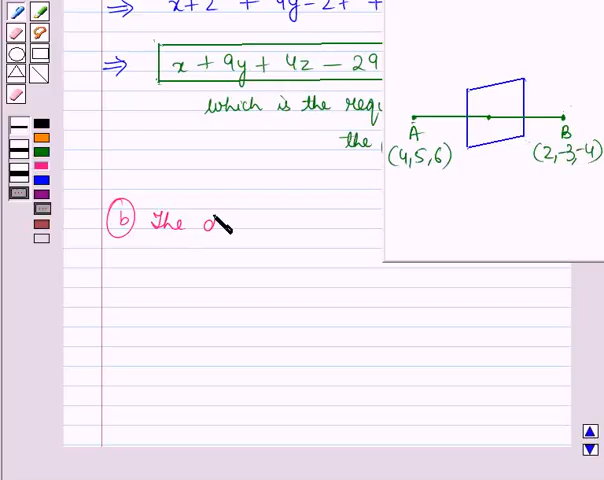 ⇒ x + 2 + 9y - 27 +
⇒ x + 9y + 4z - 29
which is the requ
the
A
B
(4,5,6)
(2,-3,-4)
b The